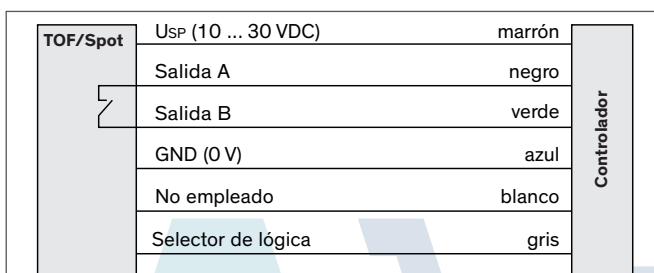 TOF/Spot
USP (10 ... 30 VDC) marrón
Salida A negro
Salida B verde
GND (0 V) azul
No empleado blanco
Selector de lógica gris
Controlador